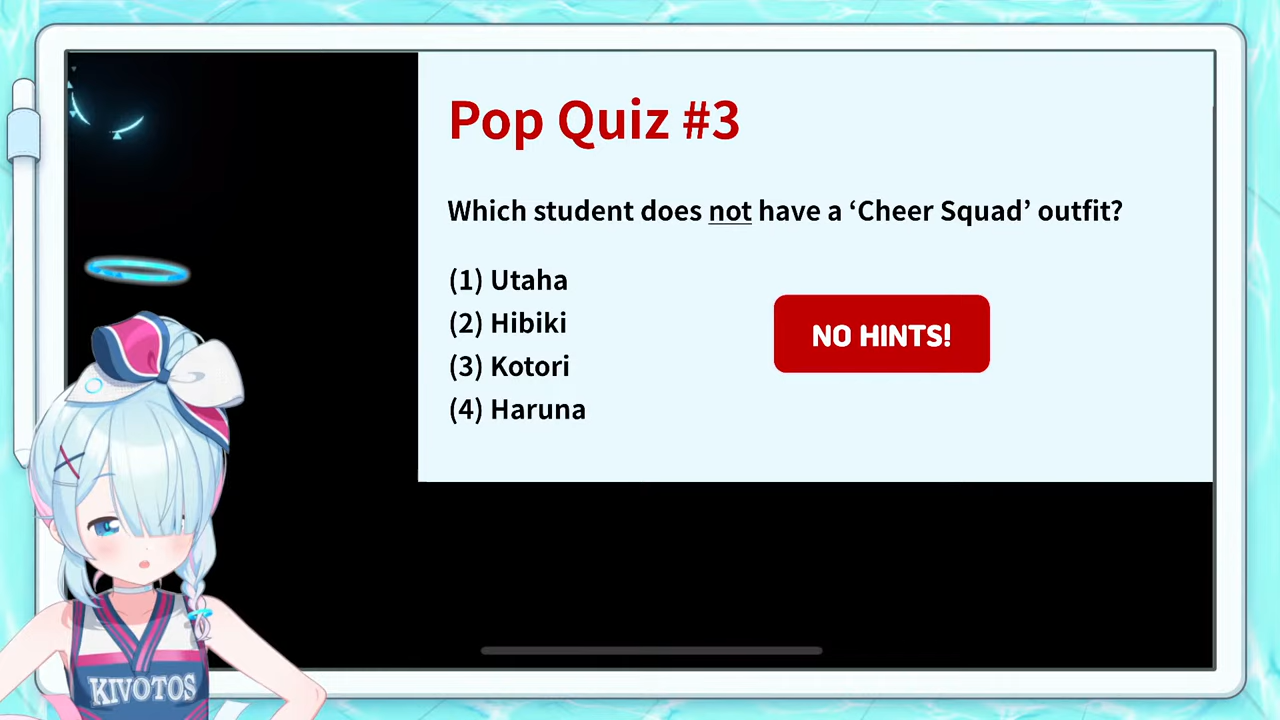 Pop Quiz #3
Which student does not have a ‘Cheer Squad’ outfit?
(1) Utaha
(2) Hibiki
(3) Kotori
(4) Haruna
NO HINTS!
KIVOTOS